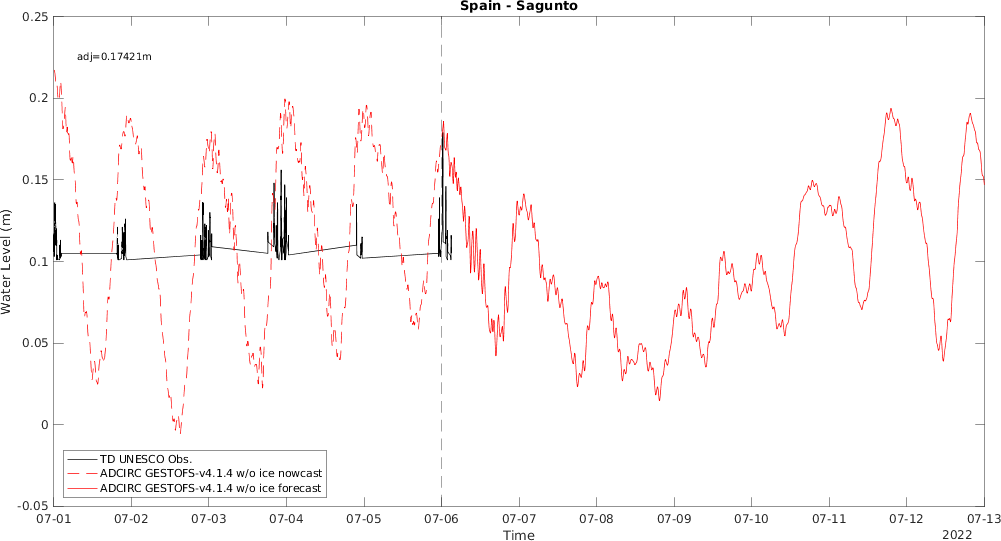 Spain - Sagunto
adj=0.17421m
0.25
0.2
0.15
0.1
0.05
0
-0.05
Water Level (m)
TD UNESCO Obs.
ADCIRC GESTOFS-v4.1.4 w/o ice nowcast
ADCIRC GESTOFS-v4.1.4 w/o ice forecast
07-01 07-02 07-03 07-04 07-05 07-06 07-07 07-08 07-09 07-10 07-11 07-12 07-13
Time
2022